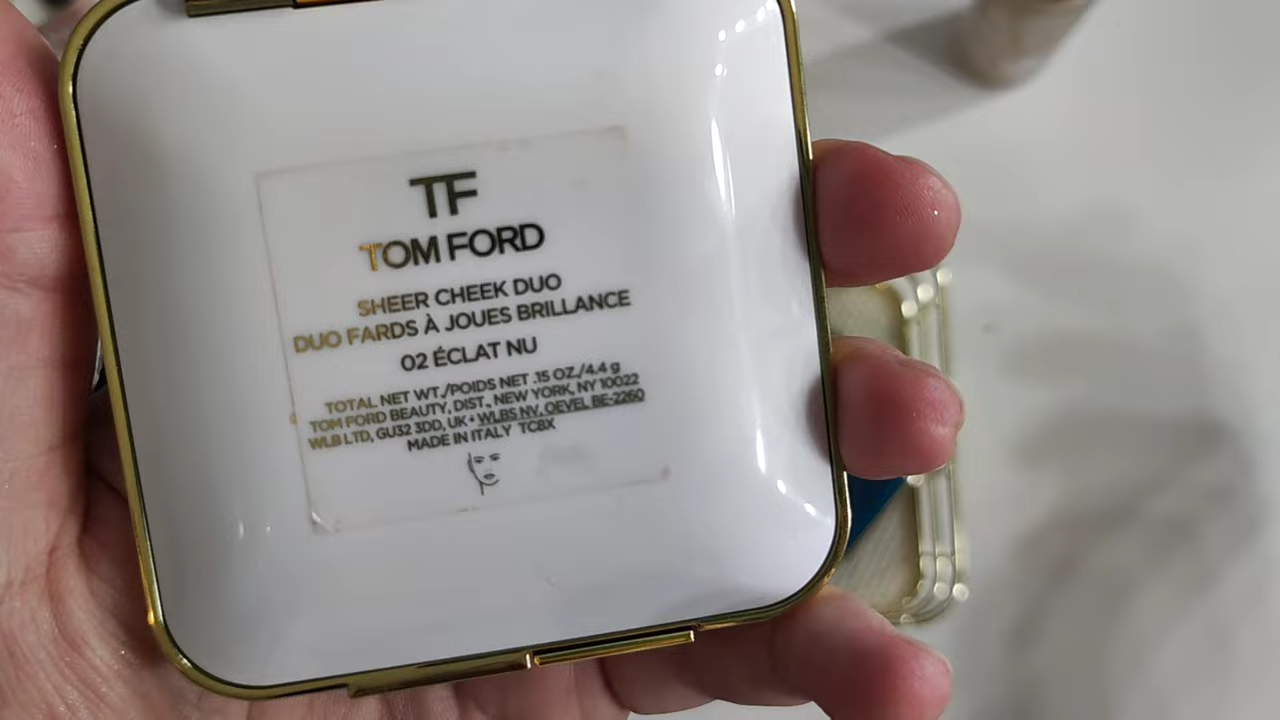 TF
TOM FORD
SHEER CHEEK DUO
DUO FARDS À JOUES BRILLANCE
02 ÉCLAT NU
TOTAL NET WT./POIDS NET .15 OZ./4.4 g
TOM FORD BEAUTY, DIST., NEW YORK, NY 10022
WLB LTD, GU32 3DD, UK • WLBS NV, OEVEL BE-2260
MADE IN ITALY TC8X